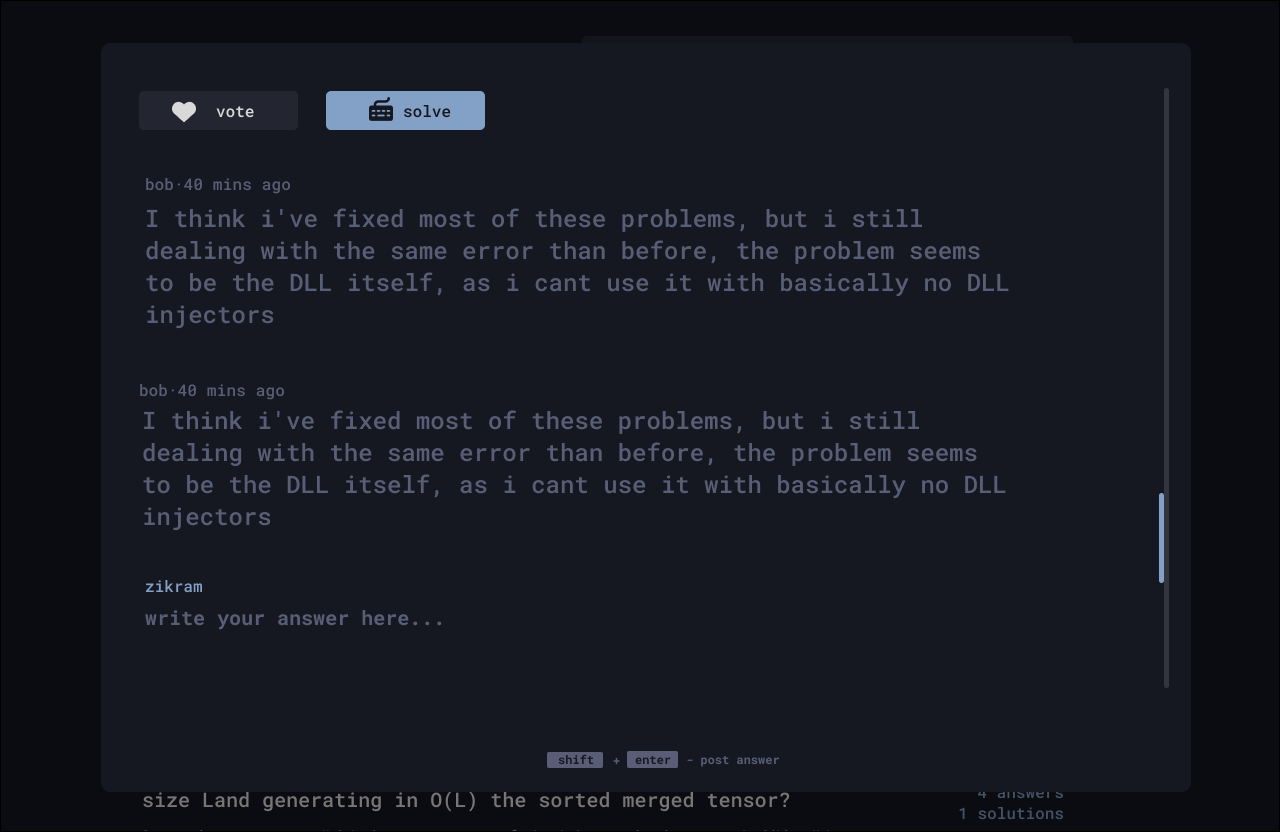 vote
solve
bob·40 mins ago
I think i've fixed most of these problems, but i still
dealing with the same error than before, the problem seems
to be the DLL itself, as i cant use it with basically no DLL
injectors
bob·40 mins ago
I think i've fixed most of these problems, but i still
dealing with the same error than before, the problem seems
to be the DLL itself, as i cant use it with basically no DLL
injectors
zikram
write your answer here...
shift + enter - post answer
size Land generating in O(L) the sorted merged tensor?
4 answers
1 solutions